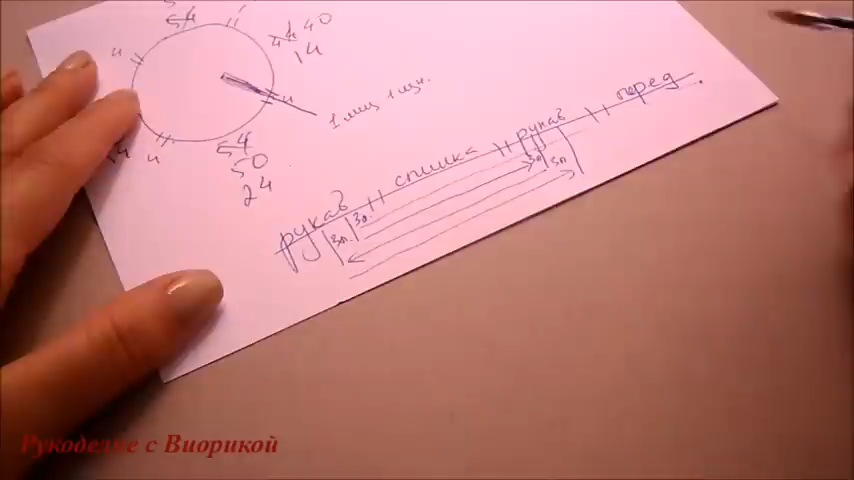 54
44 40
14
и
и
1 лиц 1 изн.
и
54
50
24
рукав спинка рукав перед
3п. 3п. 3п 3п
Рукоделие с Виорикой